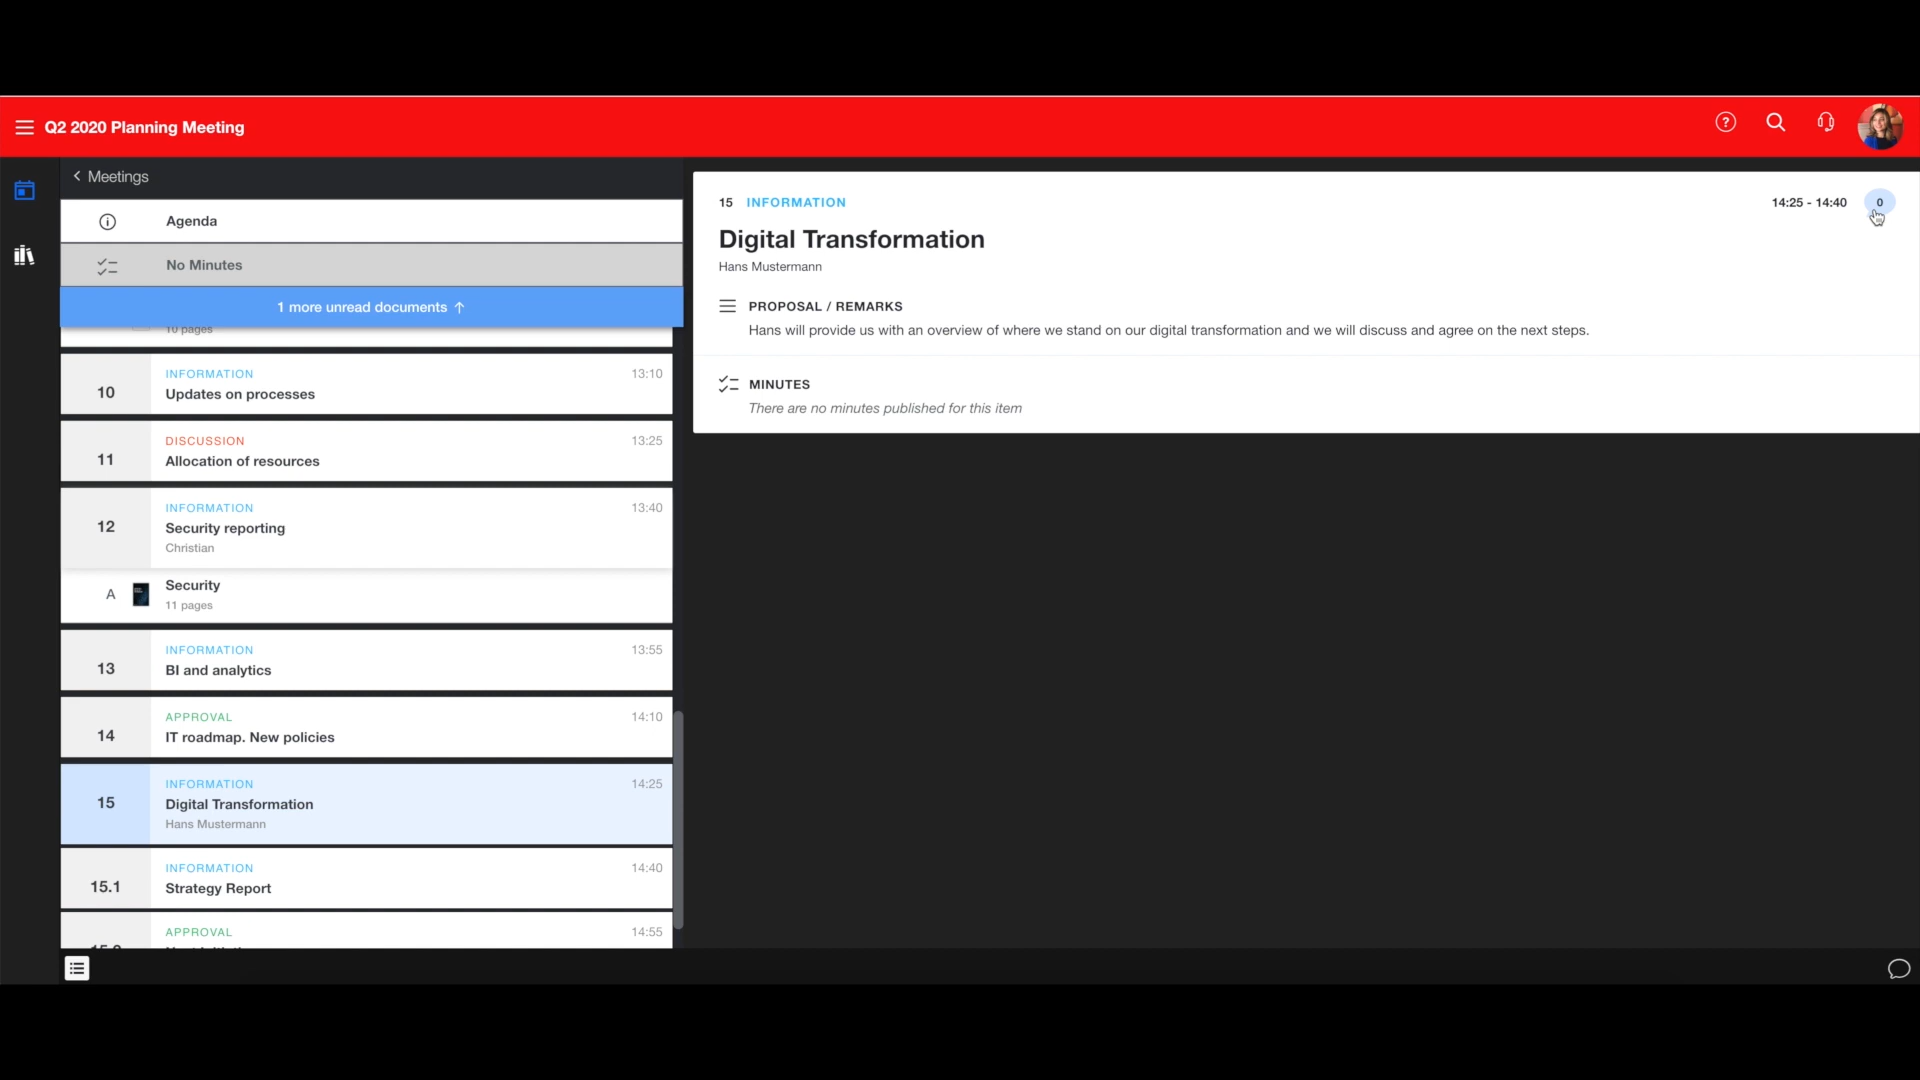 Q2 2020 Planning Meeting
?
Meetings
Agenda
No Minutes
1 more unread documents ↑
10 pages
INFORMATION 13:10
10 Updates on processes
DISCUSSION 13:25
11 Allocation of resources
INFORMATION 13:40
12 Security reporting
Christian
A Security
11 pages
INFORMATION 13:55
13 BI and analytics
APPROVAL 14:10
14 IT roadmap. New policies
INFORMATION 14:25
15 Digital Transformation
Hans Mustermann
INFORMATION 14:40
15.1 Strategy Report
APPROVAL 14:55
15 INFORMATION 14:25 - 14:40 0
Digital Transformation
Hans Mustermann
PROPOSAL / REMARKS
Hans will provide us with an overview of where we stand on our digital transformation and we will discuss and agree on the next steps.
MINUTES
There are no minutes published for this item